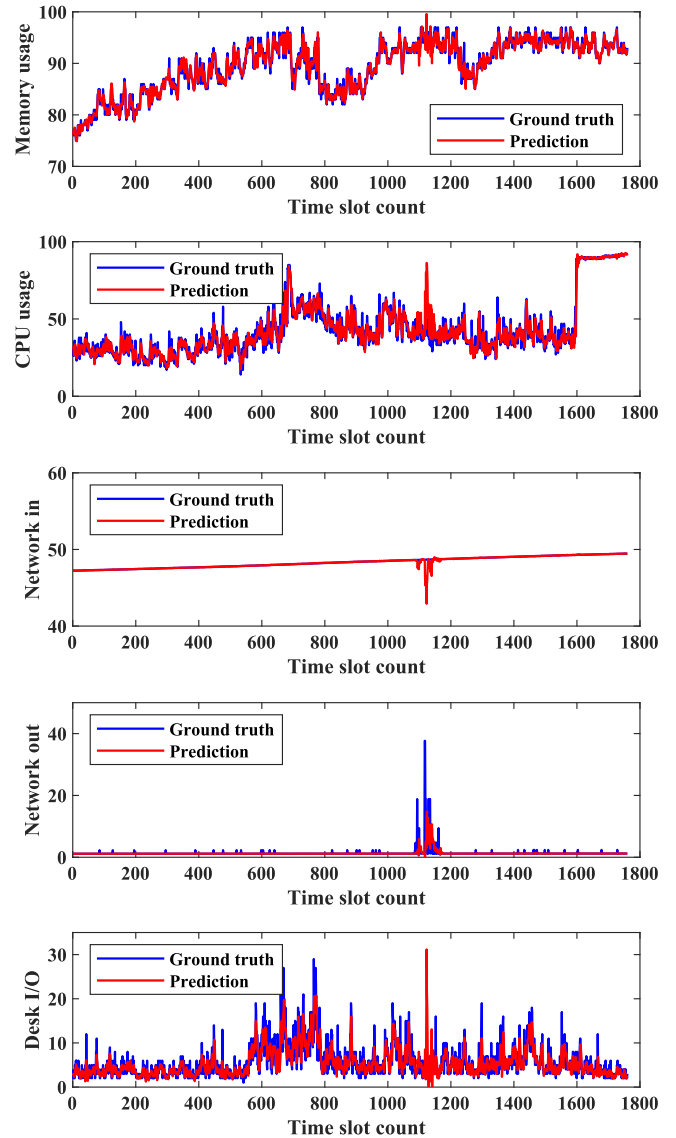 Memory usage
100
90
80
70
Ground truth
Prediction
0 200 400 600 800 1000 1200 1400 1600 1800
Time slot count
CPU usage
100
50
0
Ground truth
Prediction
0 200 400 600 800 1000 1200 1400 1600 1800
Time slot count
Network in
60
50
40
Ground truth
Prediction
0 200 400 600 800 1000 1200 1400 1600 1800
Time slot count
Network out
40
20
0
Ground truth
Prediction
0 200 400 600 800 1000 1200 1400 1600 1800
Time slot count
Desk I/O
30
20
10
0
Ground truth
Prediction
0 200 400 600 800 1000 1200 1400 1600 1800
Time slot count